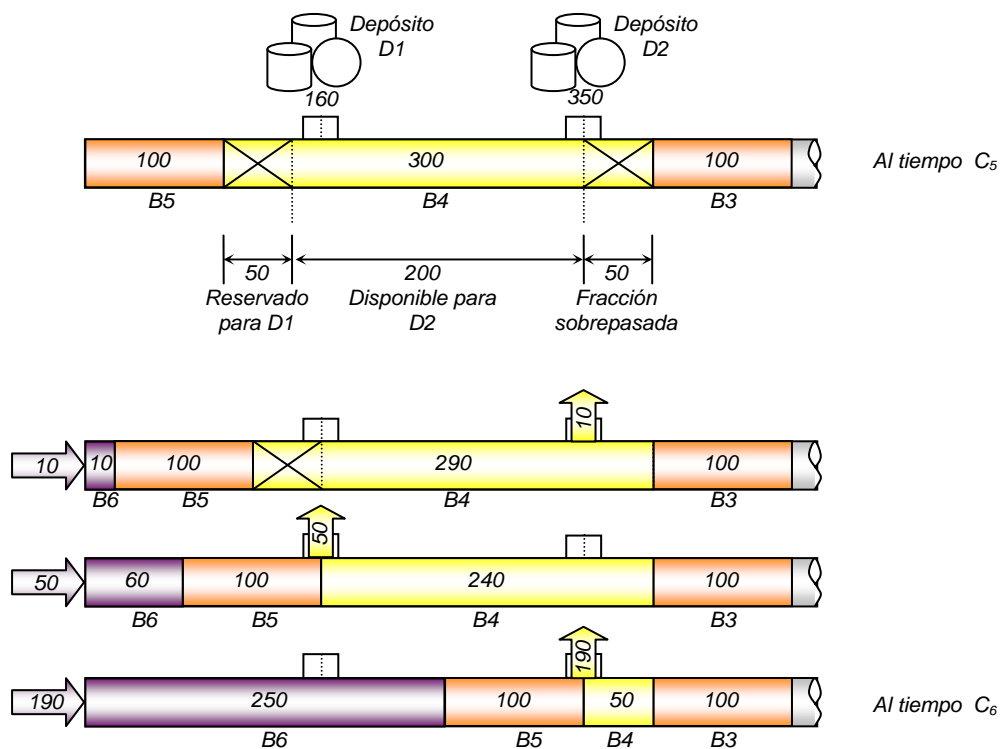 Depósito
D1
Depósito
D2
160
350
100
300
100
Al tiempo C5
B5
B4
B3
50
200
50
Reservado
para D1
Disponible para
D2
Fracción
sobrepasada
10
10
10
100
290
100
B6
B5
B4
B3
50
50
60
100
240
100
B6
B5
B4
B3
190
190
250
100
50
100
Al tiempo C6
B6
B5
B4
B3